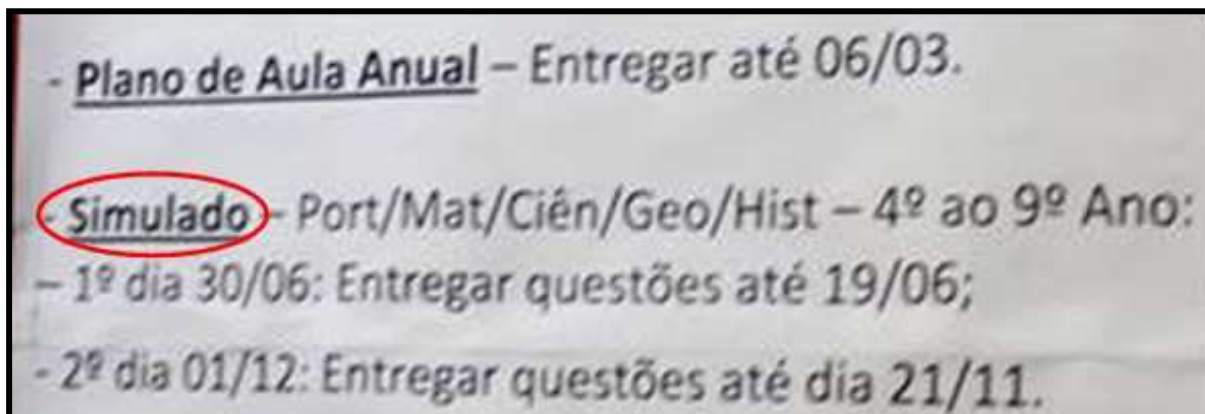 - Plano de Aula Anual – Entregar até 06/03.
- Simulado – Port/Mat/Ciên/Geo/Hist – 4º ao 9º Ano:
– 1º dia 30/06: Entregar questões até 19/06;
- 2º dia 01/12: Entregar questões até dia 21/11.